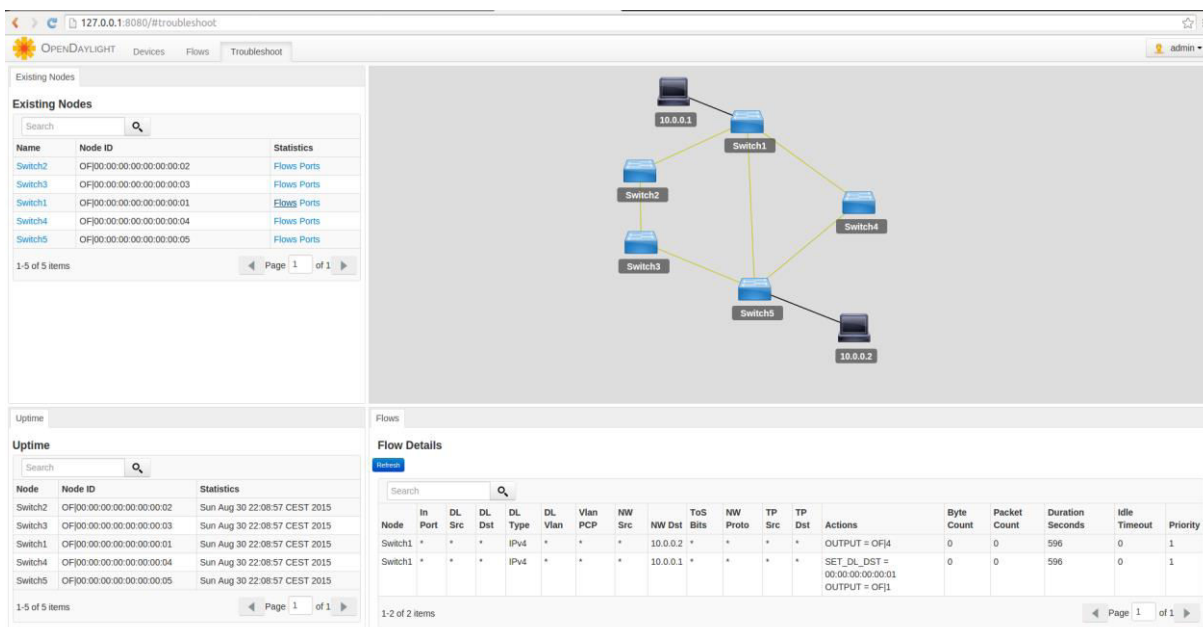 127.0.0.1:8080/#troubleshoot
OPENDAYLIGHT Devices Flows Troubleshoot admin
Existing Nodes
Existing Nodes
Search
Name Node ID Statistics
Switch2 OF|00:00:00:00:00:00:00:02 Flows Ports
Switch3 OF|00:00:00:00:00:00:00:03 Flows Ports
Switch1 OF|00:00:00:00:00:00:00:01 Flows Ports
Switch4 OF|00:00:00:00:00:00:00:04 Flows Ports
Switch5 OF|00:00:00:00:00:00:00:05 Flows Ports
1-5 of 5 items Page 1 of 1
10.0.0.1
Switch1
Switch2
Switch4
Switch3
Switch5
10.0.0.2
Uptime
Uptime
Search
Node Node ID Statistics
Switch2 OF|00:00:00:00:00:00:00:02 Sun Aug 30 22:08:57 CEST 2015
Switch3 OF|00:00:00:00:00:00:00:03 Sun Aug 30 22:08:57 CEST 2015
Switch1 OF|00:00:00:00:00:00:00:01 Sun Aug 30 22:08:57 CEST 2015
Switch4 OF|00:00:00:00:00:00:00:04 Sun Aug 30 22:08:57 CEST 2015
Switch5 OF|00:00:00:00:00:00:00:05 Sun Aug 30 22:08:57 CEST 2015
1-5 of 5 items Page 1 of 1
Flows
Flow Details
Refresh
Search
Node In Port DL Src DL Dst DL Type DL Vlan Vlan PCP NW Src NW Dst ToS Bits NW Proto TP Src TP Dst Actions Byte Count Packet Count Duration Seconds Idle Timeout Priority
Switch1 * * * IPv4 * * * 10.0.0.2 * * * * OUTPUT = OF|4 0 0 596 0 1
Switch1 * * * IPv4 * * * 10.0.0.1 * * * * SET_DL_DST = 0 0 596 0 1
00:00:00:00:00:01
OUTPUT = OF|1
1-2 of 2 items Page 1 of 1